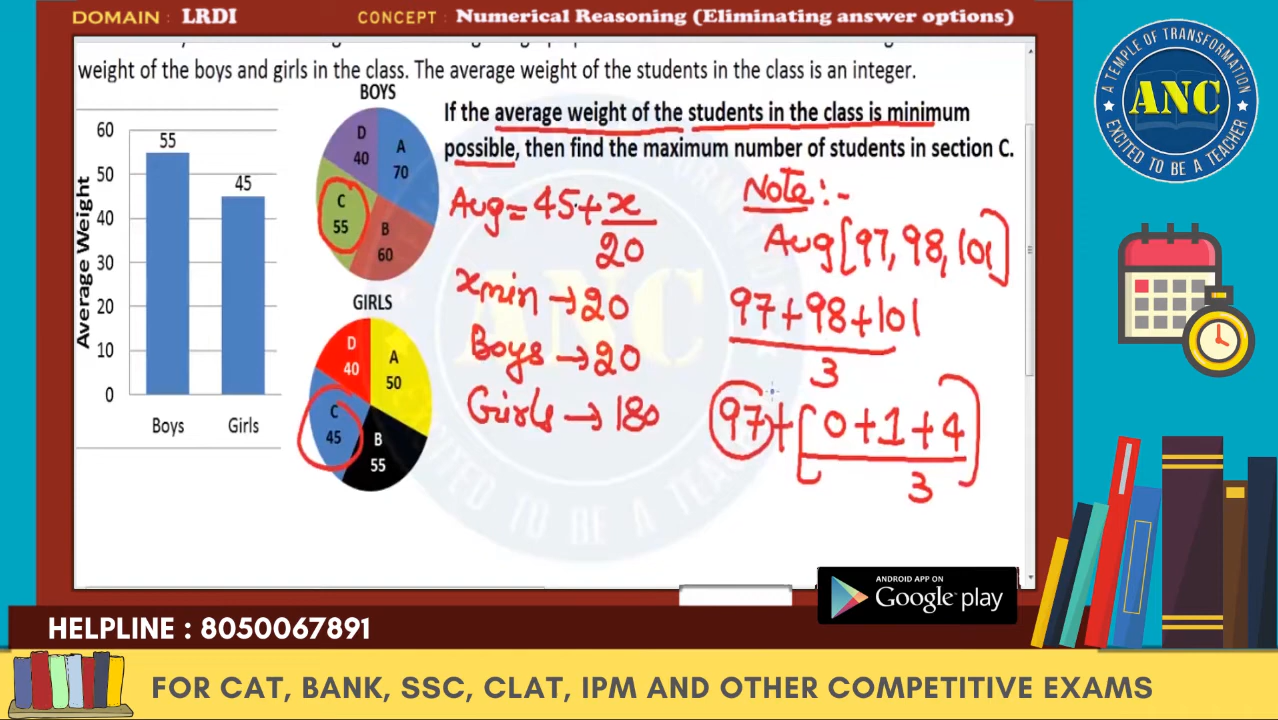 DOMAIN : LRDI CONCEPT : Numerical Reasoning (Eliminating answer options)
weight of the boys and girls in the class. The average weight of the students in the class is an integer.
If the average weight of the students in the class is minimum
possible, then find the maximum number of students in section C.
Average Weight
60
50
40
30
20
10
0
55
45
Boys Girls
BOYS
D
40
A
70
C
55
B
60
GIRLS
D
40
A
50
C
45
B
55
Avg = 45 + x
20
xmin → 20
Boys → 20
Girls → 180
Note :-
Avg [97, 98, 101]
97 + 98 + 101
3
97 + [0 + 1 + 4]
3
A TEMPLE OF TRANSFORMATION
ANC
EXCITED TO BE A TEACHER
ANDROID APP ON
Google play
HELPLINE : 8050067891
FOR CAT, BANK, SSC, CLAT, IPM AND OTHER COMPETITIVE EXAMS